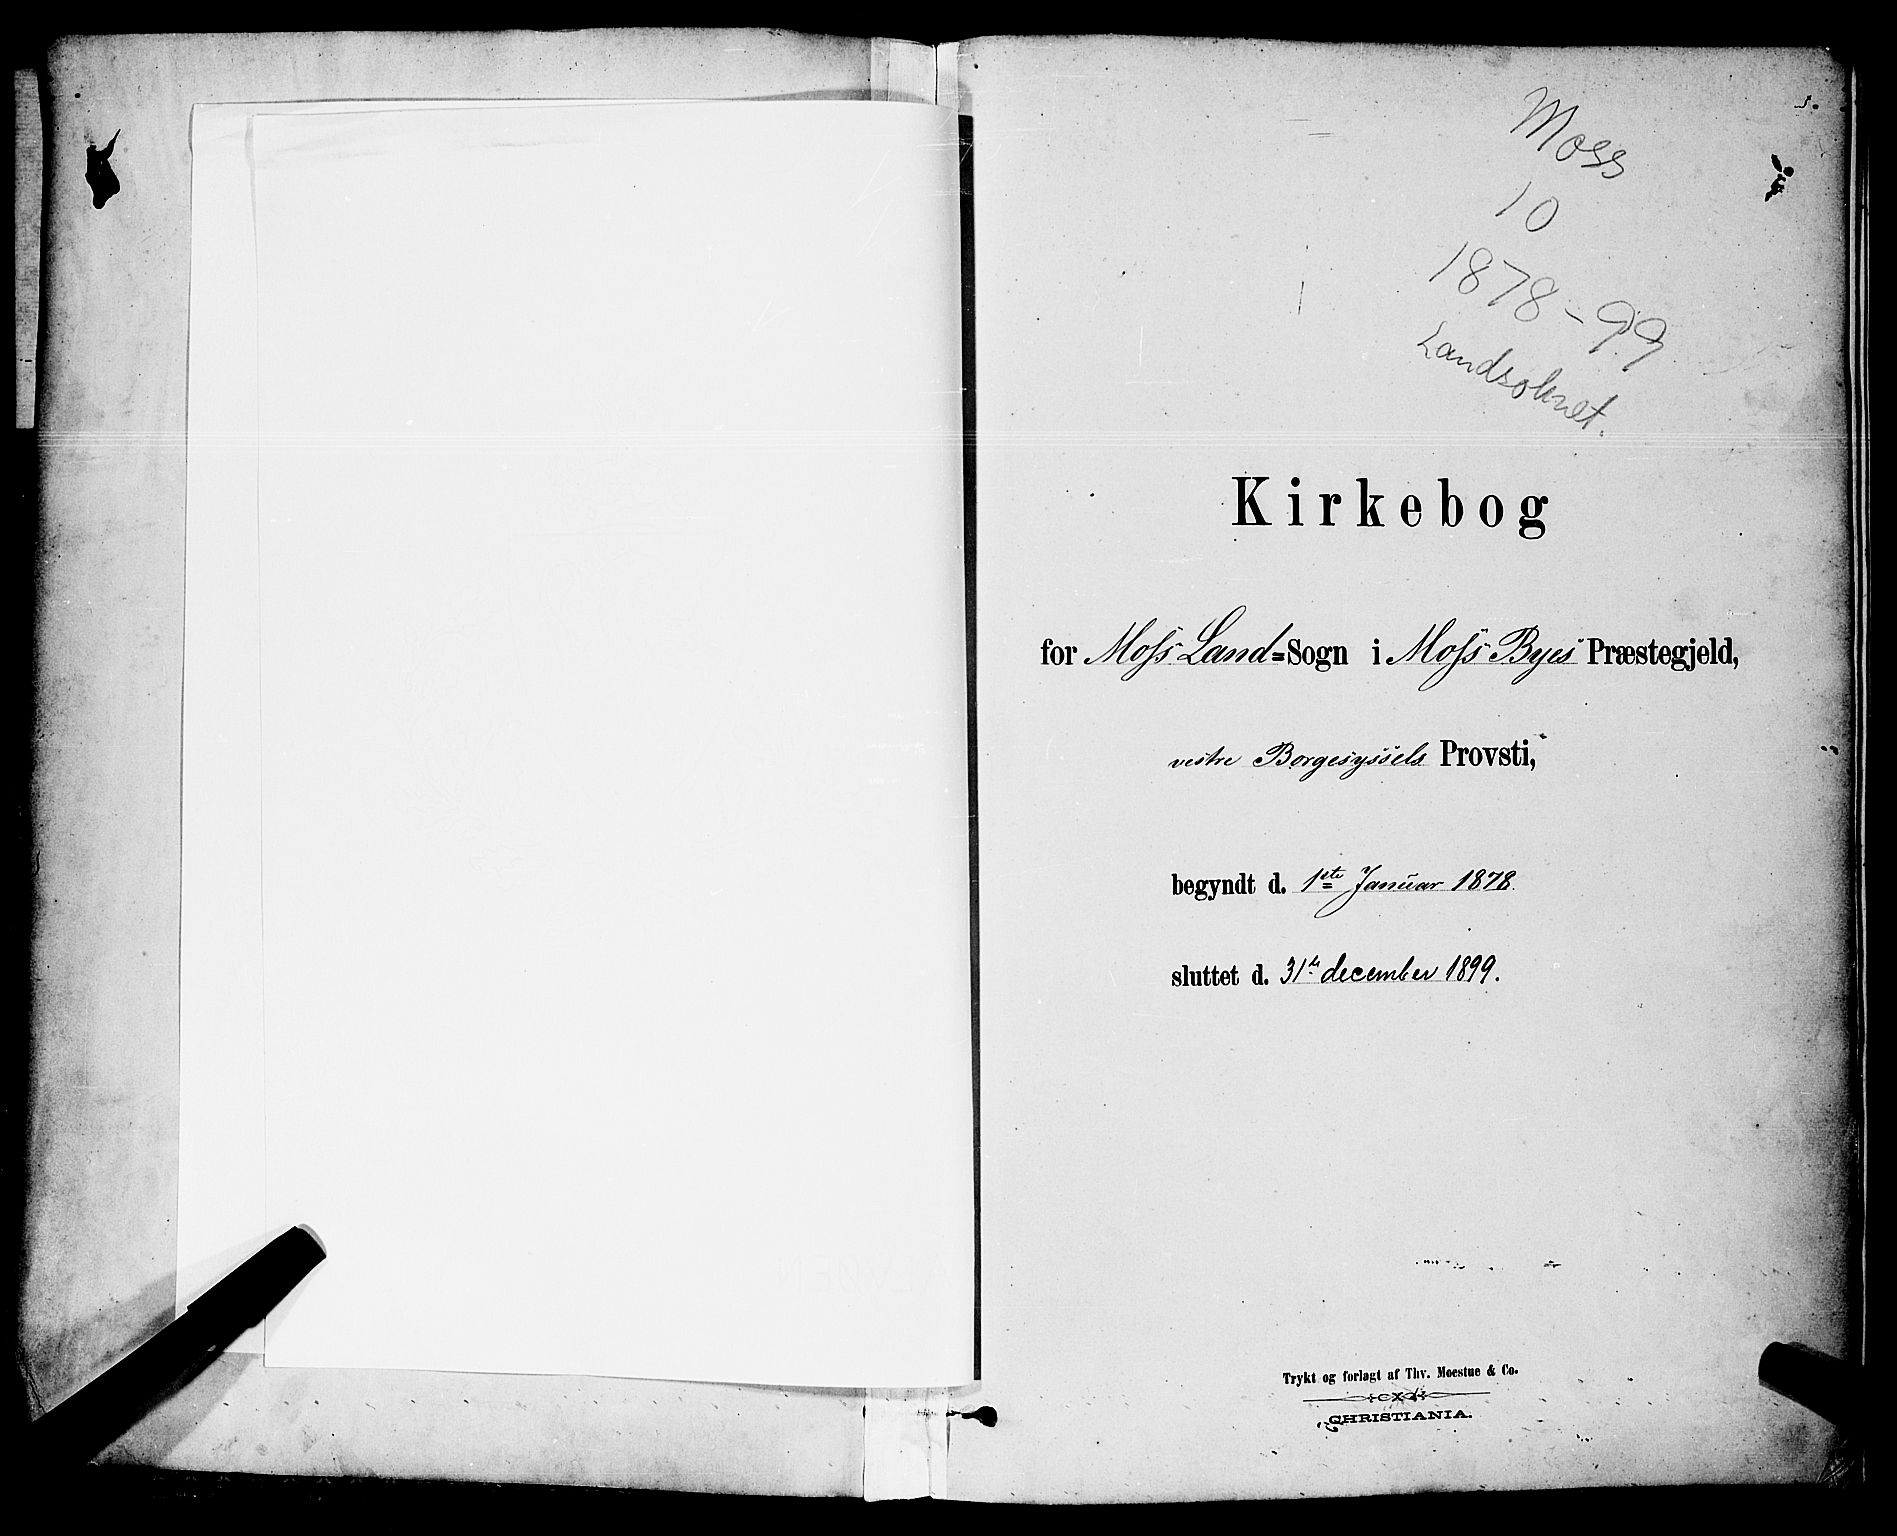 Moss
10
1878-99
Landsoknet.
Kirkebog
for Moss Land=Sogn i Moss Byes Præstegjeld,
vestre Borgesyssels Provsti,
begyndt d. 1ste Januar 1878.
sluttet d. 31te december 1899.
Trykt og forlagt af Thv. Moestue & Co.
CHRISTIANIA.